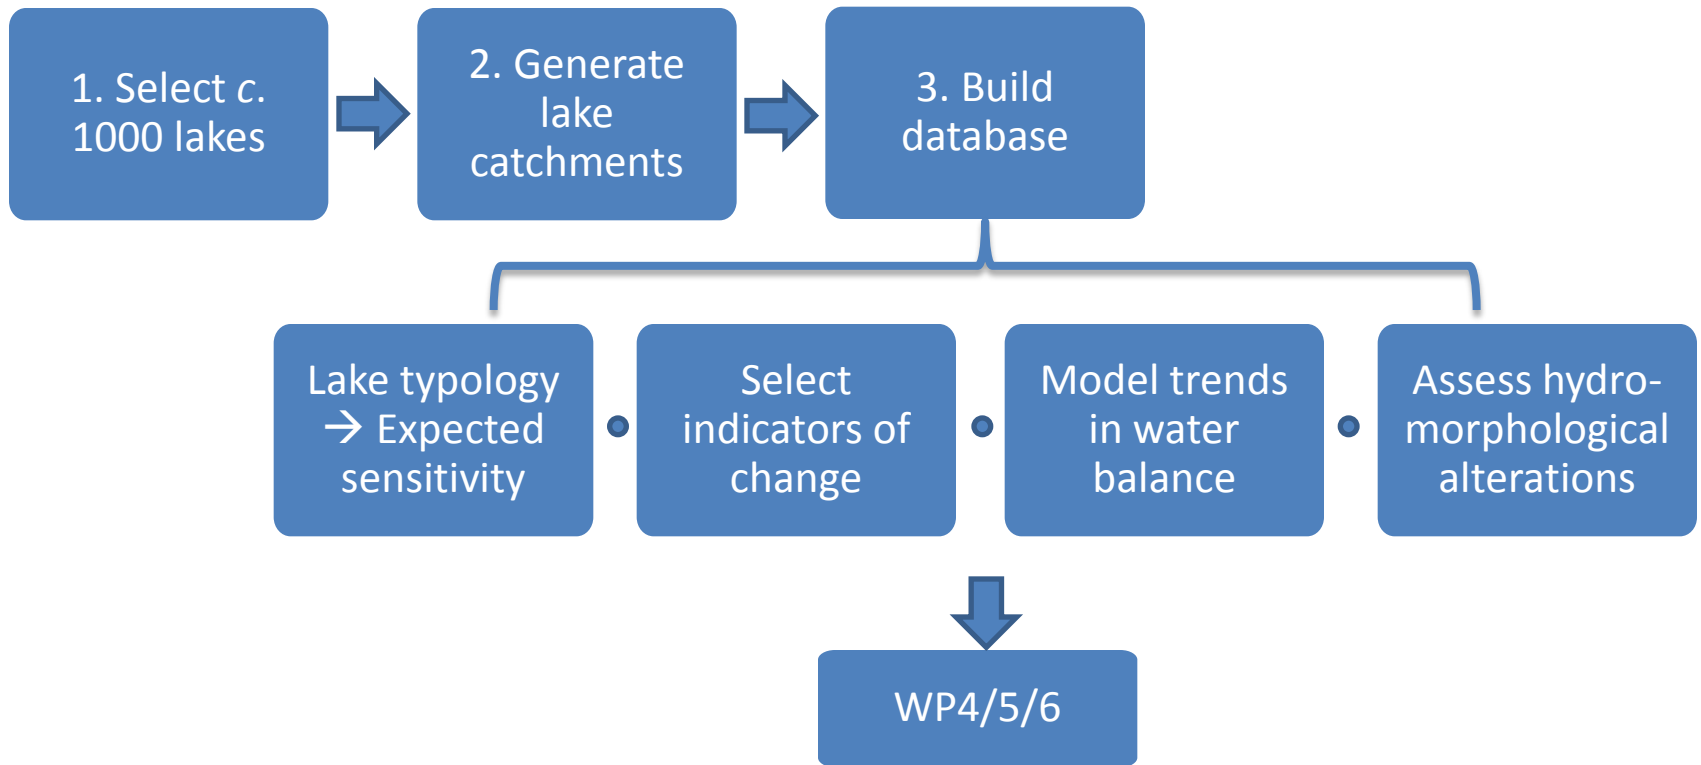 1. Select c.
1000 lakes
2. Generate
lake
catchments
3. Build
database
Lake typology
→ Expected
sensitivity
Select
indicators of
change
Model trends
in water
balance
Assess hydro-
morphological
alterations
WP4/5/6